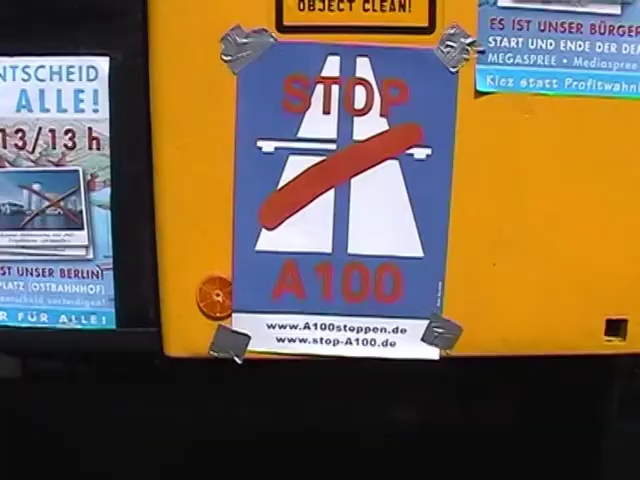 OBJECT CLEAN!
NTSCHEID
ALLE!
13/13 h
ST UNSER BERLIN!
PLATZ (OSTBAHNHOF)
R FÜR ALLE!
STOP
A100
www.A100stoppen.de
www.stop-A100.de
ES IST UNSER BÜRGER
START UND ENDE DER DEM
MEGASPREE • Mediaspree
Kiez statt Profitwahn